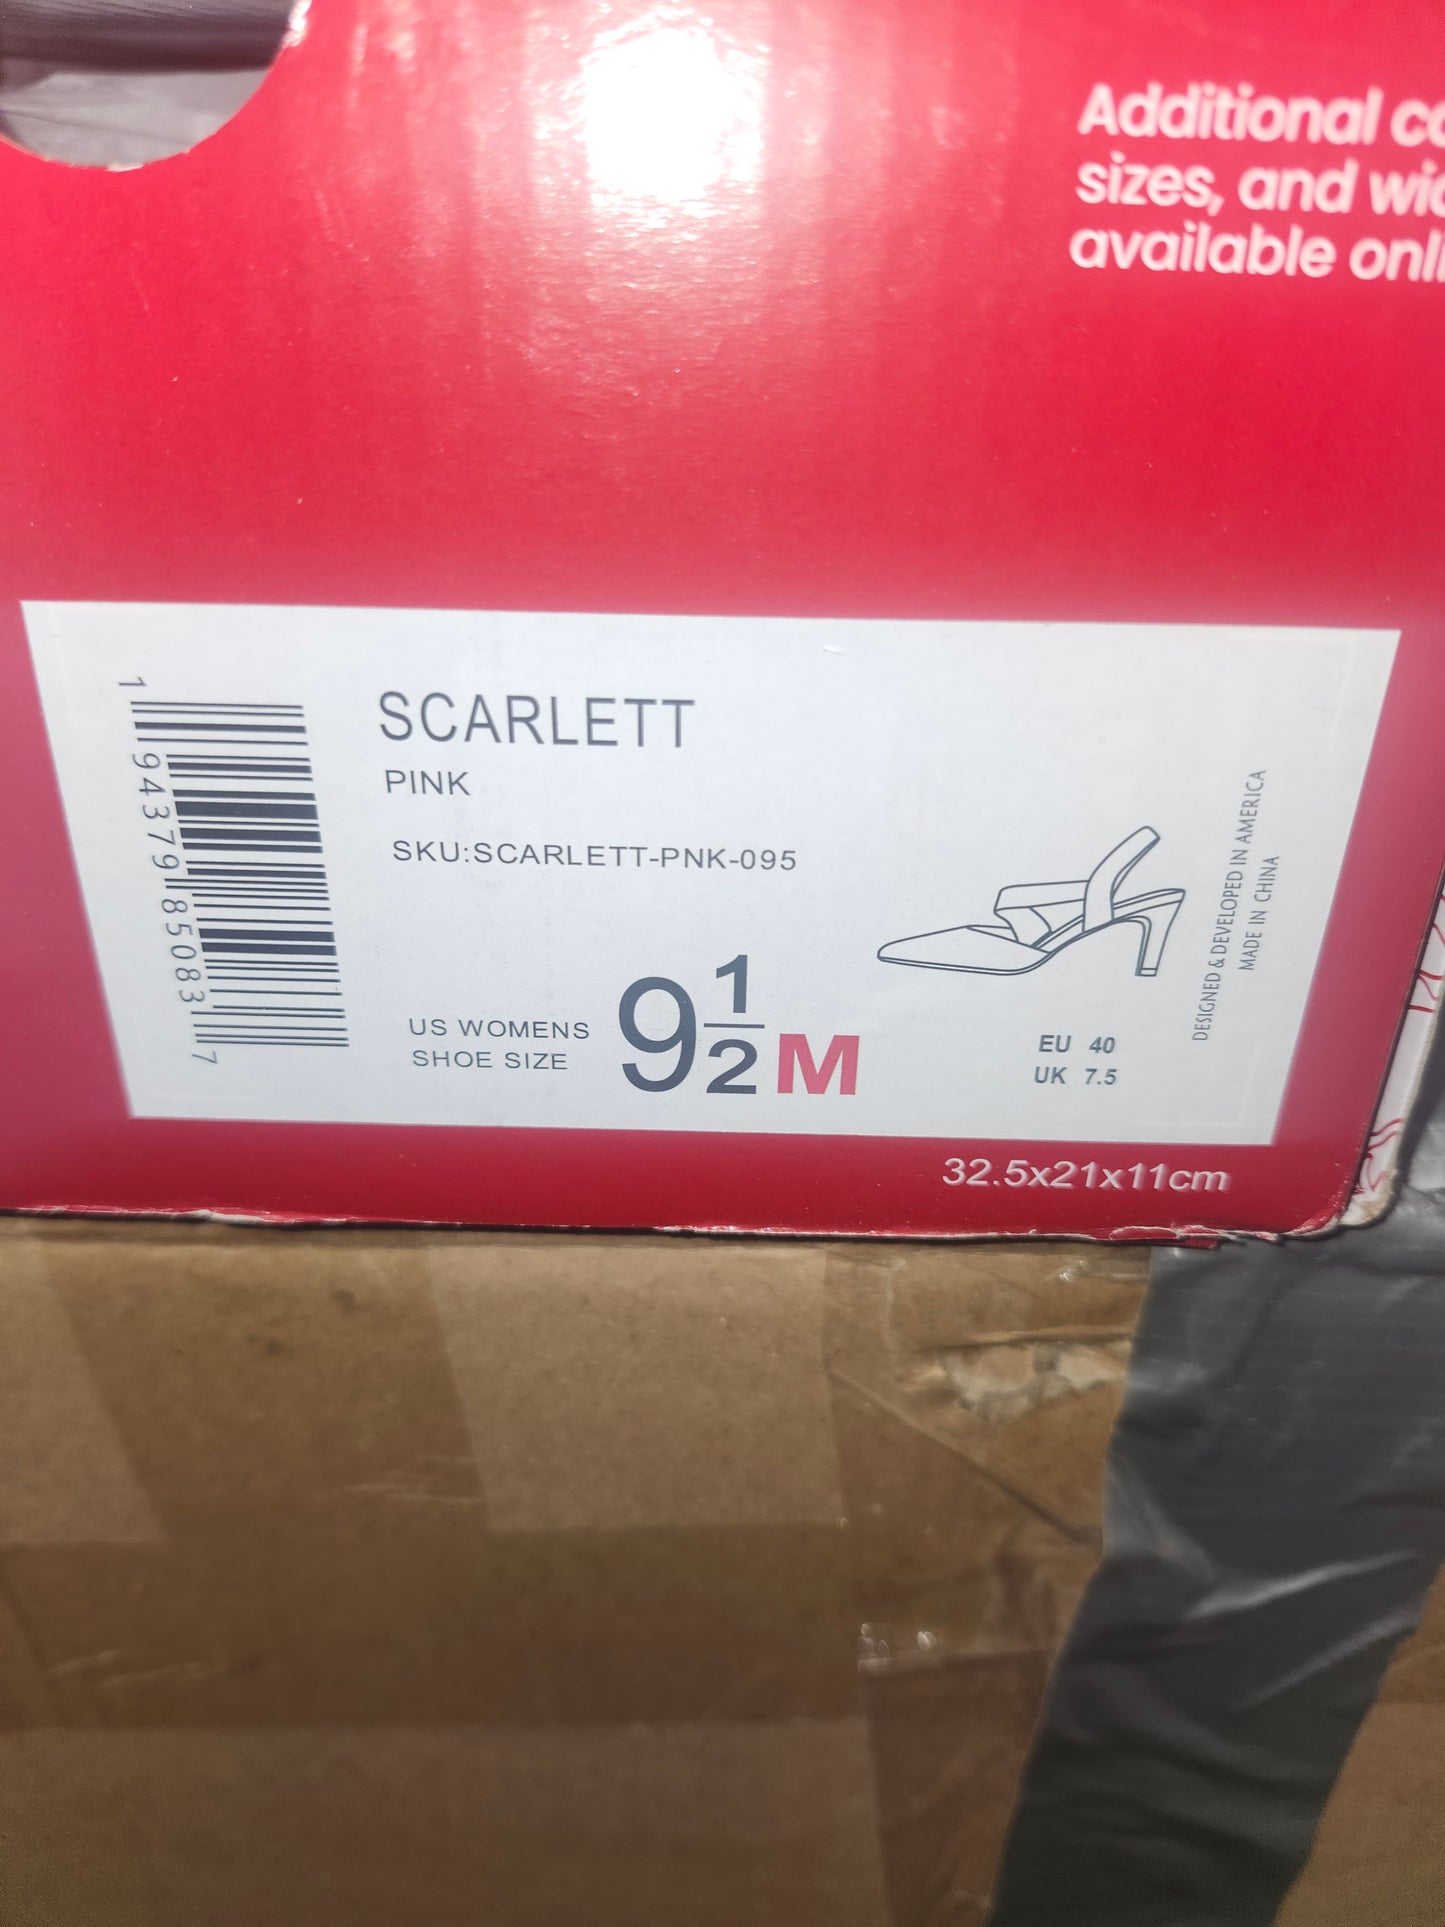 Additional
sizes, and
available
SCARLETT
PINK
SKU:SCARLETT-PNK-095
1 94379 85083 7
US WOMENS
SHOE SIZE
9 1/2 M
EU 40
UK 7.5
DESIGNED & DEVELOPED IN AMERICA
MADE IN CHINA
32.5x21x11cm